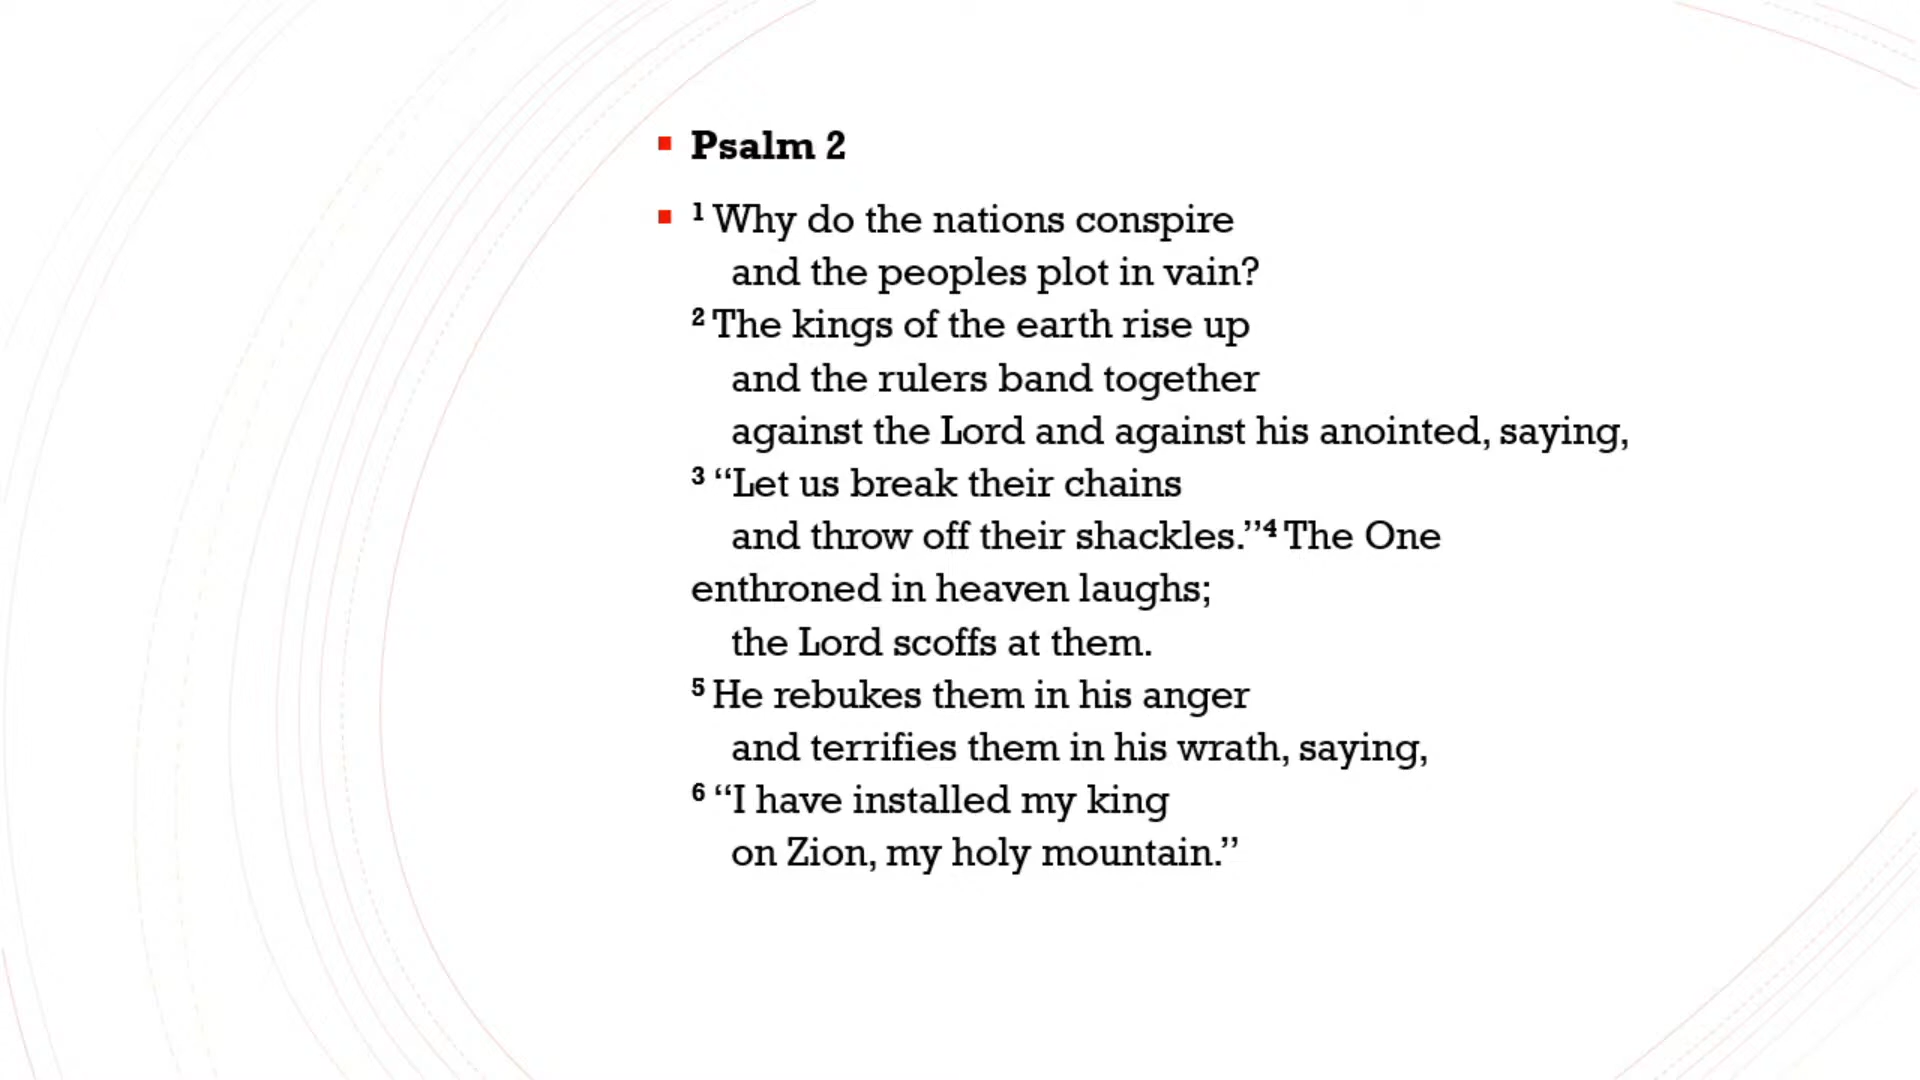 Psalm 2
1 Why do the nations conspire
and the peoples plot in vain?
2 The kings of the earth rise up
and the rulers band together
against the Lord and against his anointed, saying,
3 “Let us break their chains
and throw off their shackles.”4 The One
enthroned in heaven laughs;
the Lord scoffs at them.
5 He rebukes them in his anger
and terrifies them in his wrath, saying,
6 “I have installed my king
on Zion, my holy mountain.”